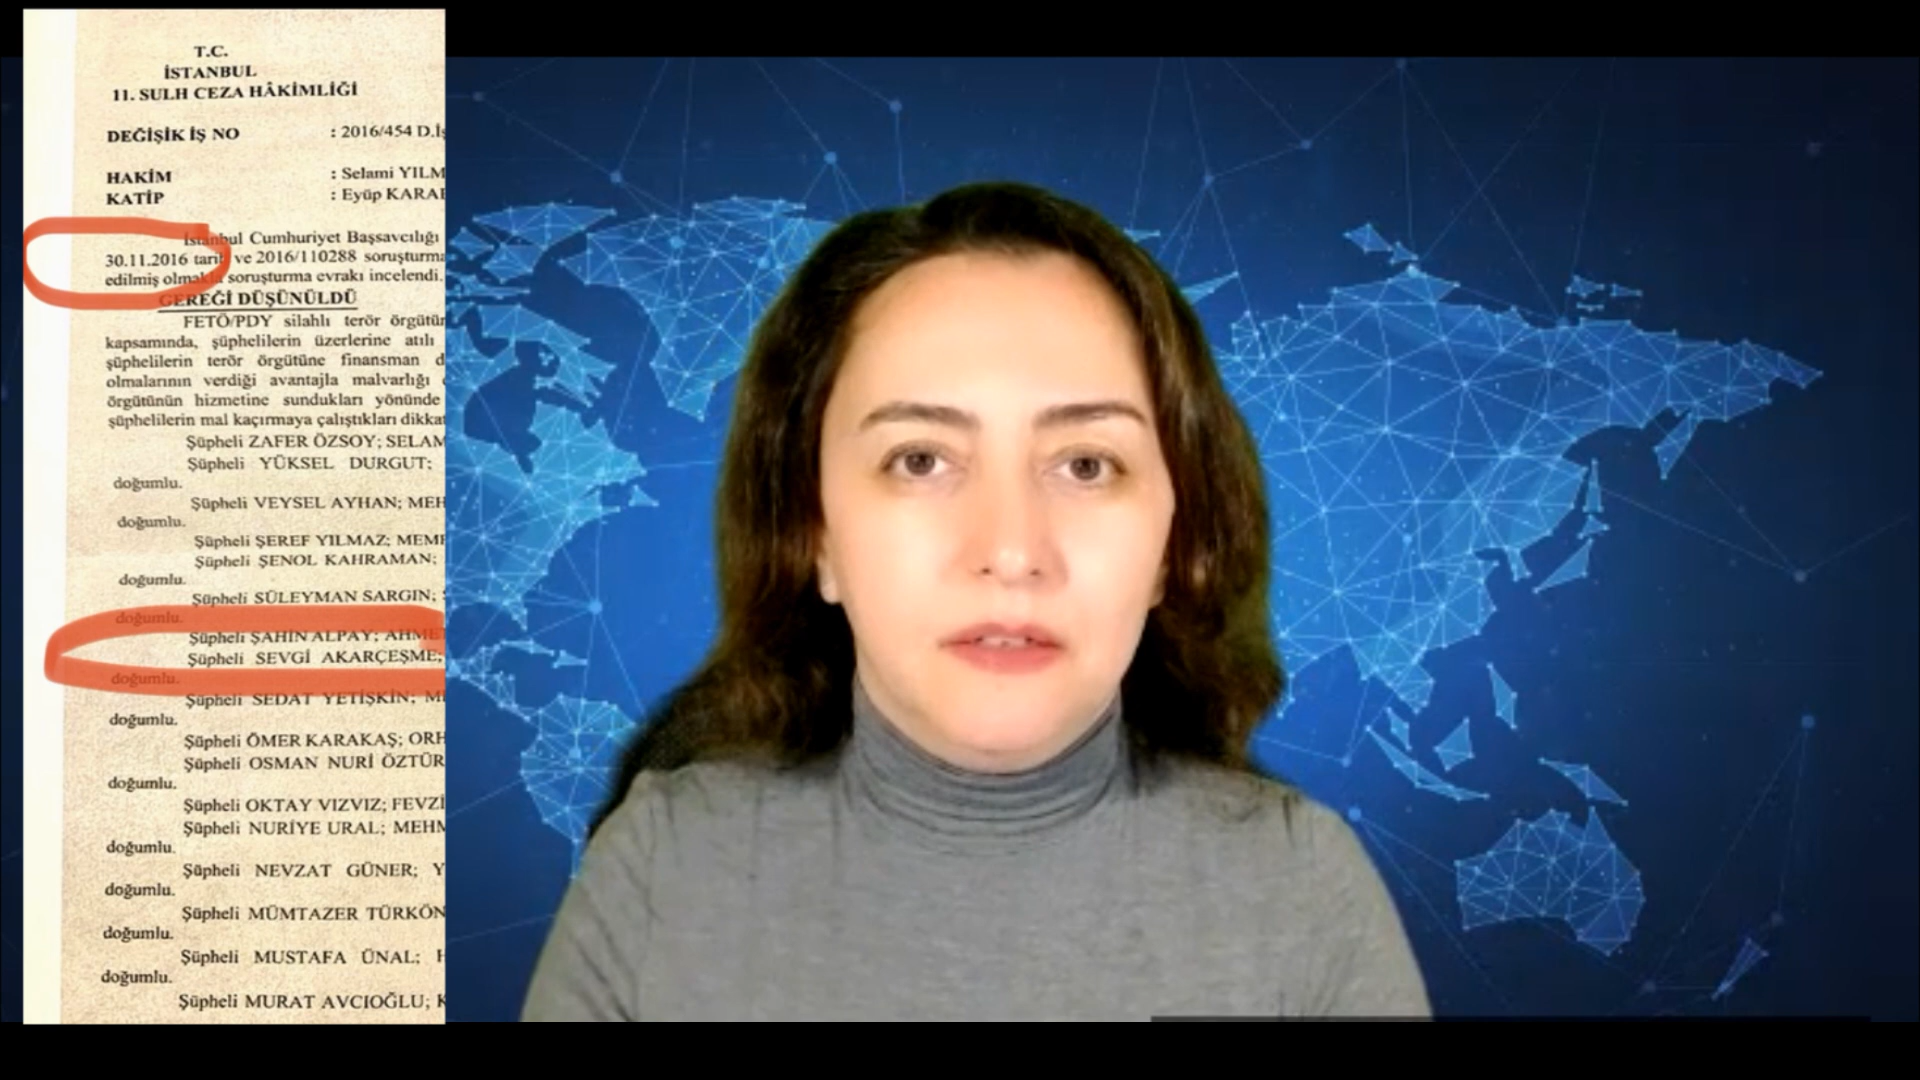 T.C.
İSTANBUL
11. SULH CEZA HÂKİMLİĞİ
DEĞİŞİK İŞ NO : 2016/454 D.İş
HAKİM : Selami YILM
KATİP : Eyüp KARAB
İstanbul Cumhuriyet Başsavcılığı
30.11.2016 tarih ve 2016/110288 soruşturma
edilmiş olmakla soruşturma evrakı incelendi.
GEREĞİ DÜŞÜNÜLDÜ
FETÖ/PDY silahlı terör örgütün
kapsamında, şüphelilerin üzerlerine atılı
şüphelilerin terör örgütüne finansman d
olmalarının verdiği avantajla malvarlığı
örgütünün hizmetine sundukları yönünde
şüphelilerin mal kaçırmaya çalıştıkları dikkat
Şüpheli ZAFER ÖZSOY; SELAM
Şüpheli YÜKSEL DURGUT;
doğumlu.
Şüpheli VEYSEL AYHAN; MEH
doğumlu.
Şüpheli ŞEREF YILMAZ; MEM
Şüpheli ŞENOL KAHRAMAN;
doğumlu.
Şüpheli SÜLEYMAN SARGIN;
doğumlu.
Şüpheli ŞAHİN ALPAY; AHME
Şüpheli SEVGİ AKARÇEŞME;
doğumlu.
Şüpheli SEDAT YETİŞKİN; M
doğumlu.
Şüpheli ÖMER KARAKAŞ; ORH
Şüpheli OSMAN NURİ ÖZTÜR
doğumlu.
Şüpheli OKTAY VIZVIZ; FEVZİ
Şüpheli NURİYE URAL; MEHM
doğumlu.
Şüpheli NEVZAT GÜNER; Y
doğumlu.
Şüpheli MÜMTAZER TÜRKÖN
doğumlu.
Şüpheli MUSTAFA ÜNAL; H
doğumlu.
Şüpheli MURAT AVCIOĞLU; K